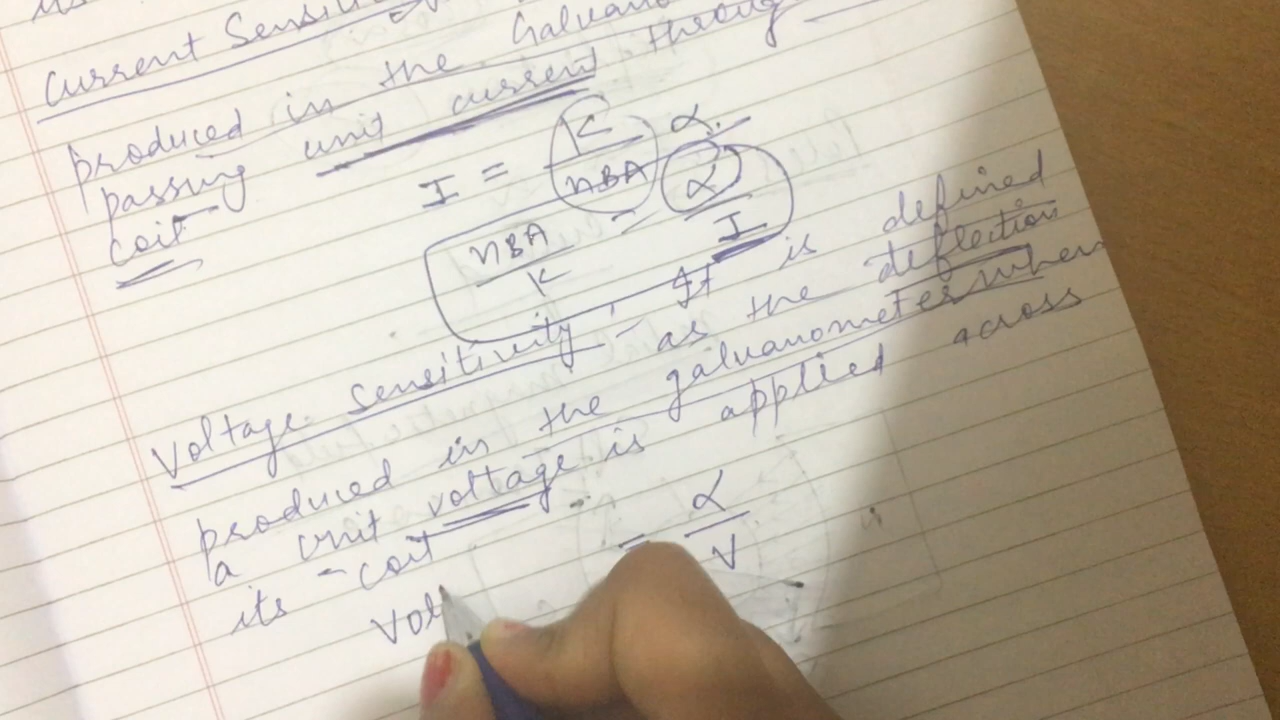 Current Sensi
produced in the Galvano
passing unit current throug
coil
I = K/nBA α.
nBA/K = α/I
Voltage Sensitivity - It is defined
as the deflection
produced in the galvanometer when
a unit voltage is applied across
its coil
= α/V
Vol